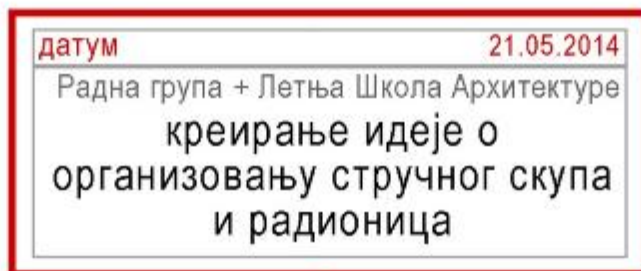 датум 21.05.2014
Радна група + Летња Школа Архитектуре
креирање идеје о
организовању стручног скупа
и радионица